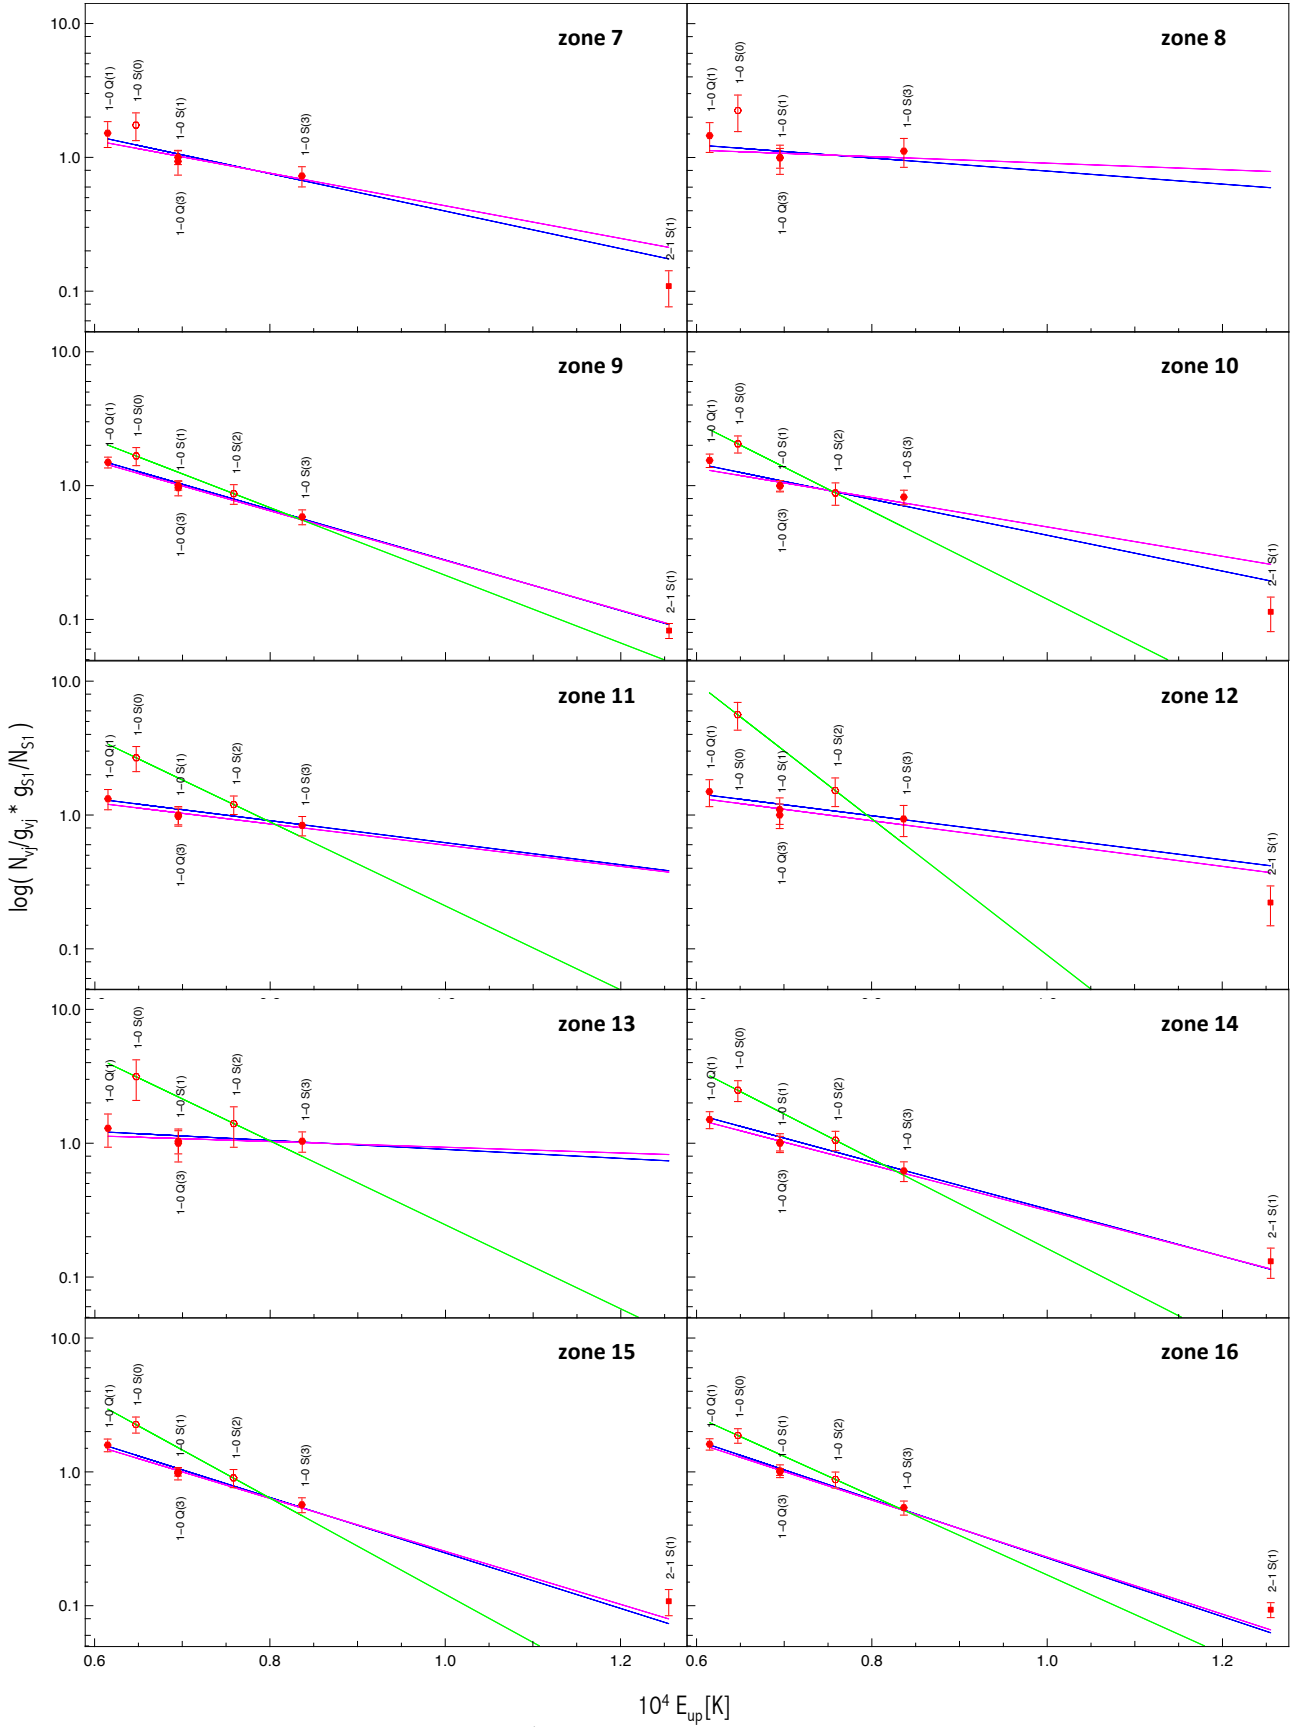 zone 7
10.0
1.0
0.1
1−0 Q(1)
1−0 S(0)
1−0 S(1)
1−0 Q(3)
1−0 S(3)
2−1 S(1)
zone 8
1−0 Q(1)
1−0 S(0)
1−0 S(1)
1−0 Q(3)
1−0 S(3)
zone 9
10.0
1.0
0.1
1−0 Q(1)
1−0 S(0)
1−0 S(1)
1−0 Q(3)
1−0 S(2)
1−0 S(3)
2−1 S(1)
zone 10
1−0 Q(1)
1−0 S(0)
1−0 S(1)
1−0 Q(3)
1−0 S(2)
1−0 S(3)
2−1 S(1)
log( Nvj/gvj * gS1/NS1 )
zone 11
10.0
1.0
0.1
1−0 Q(1)
1−0 S(0)
1−0 S(1)
1−0 Q(3)
1−0 S(2)
1−0 S(3)
zone 12
1−0 Q(1)
1−0 S(0)
1−0 S(1)
1−0 Q(3)
1−0 S(2)
1−0 S(3)
2−1 S(1)
zone 13
10.0
1.0
0.1
1−0 Q(1)
1−0 S(0)
1−0 S(1)
1−0 Q(3)
1−0 S(2)
1−0 S(3)
zone 14
1−0 Q(1)
1−0 S(0)
1−0 S(1)
1−0 Q(3)
1−0 S(2)
1−0 S(3)
2−1 S(1)
zone 15
10.0
1.0
0.1
1−0 Q(1)
1−0 S(0)
1−0 S(1)
1−0 Q(3)
1−0 S(2)
1−0 S(3)
2−1 S(1)
zone 16
1−0 Q(1)
1−0 S(0)
1−0 S(1)
1−0 Q(3)
1−0 S(2)
1−0 S(3)
2−1 S(1)
0.6 0.8 1.0 1.2 0.6 0.8 1.0 1.2
10⁴ Eup[K]